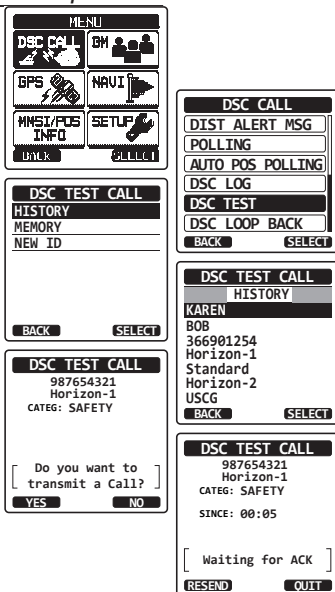 MENU
DSC CALL
GM
GPS
NAVI
MMSI/POS
INFO
SETUP
BACK
SELECT
DSC CALL
DIST ALERT MSG
POLLING
AUTO POS POLLING
DSC LOG
DSC TEST
DSC LOOP BACK
BACK SELECT
DSC TEST CALL
HISTORY
MEMORY
NEW ID
BACK SELECT
DSC TEST CALL
HISTORY
KAREN
BOB
366901254
Horizon-1
Standard
Horizon-2
USCG
BACK SELECT
DSC TEST CALL
987654321
Horizon-1
CATEG: SAFETY
[ Do you want to
transmit a Call? ]
YES NO
DSC TEST CALL
987654321
Horizon-1
CATEG: SAFETY
SINCE: 00:05
[ Waiting for ACK ]
RESEND QUIT